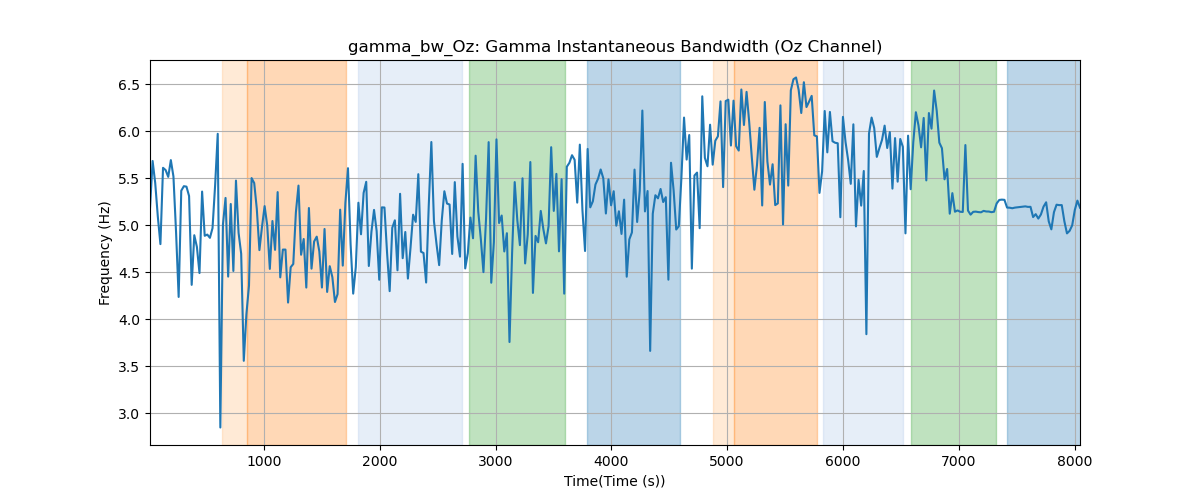 gamma_bw_Oz: Gamma Instantaneous Bandwidth (Oz Channel)
Frequency (Hz)
6.5
6.0
5.5
5.0
4.5
4.0
3.5
3.0
1000 2000 3000 4000 5000 6000 7000 8000
Time(Time (s))